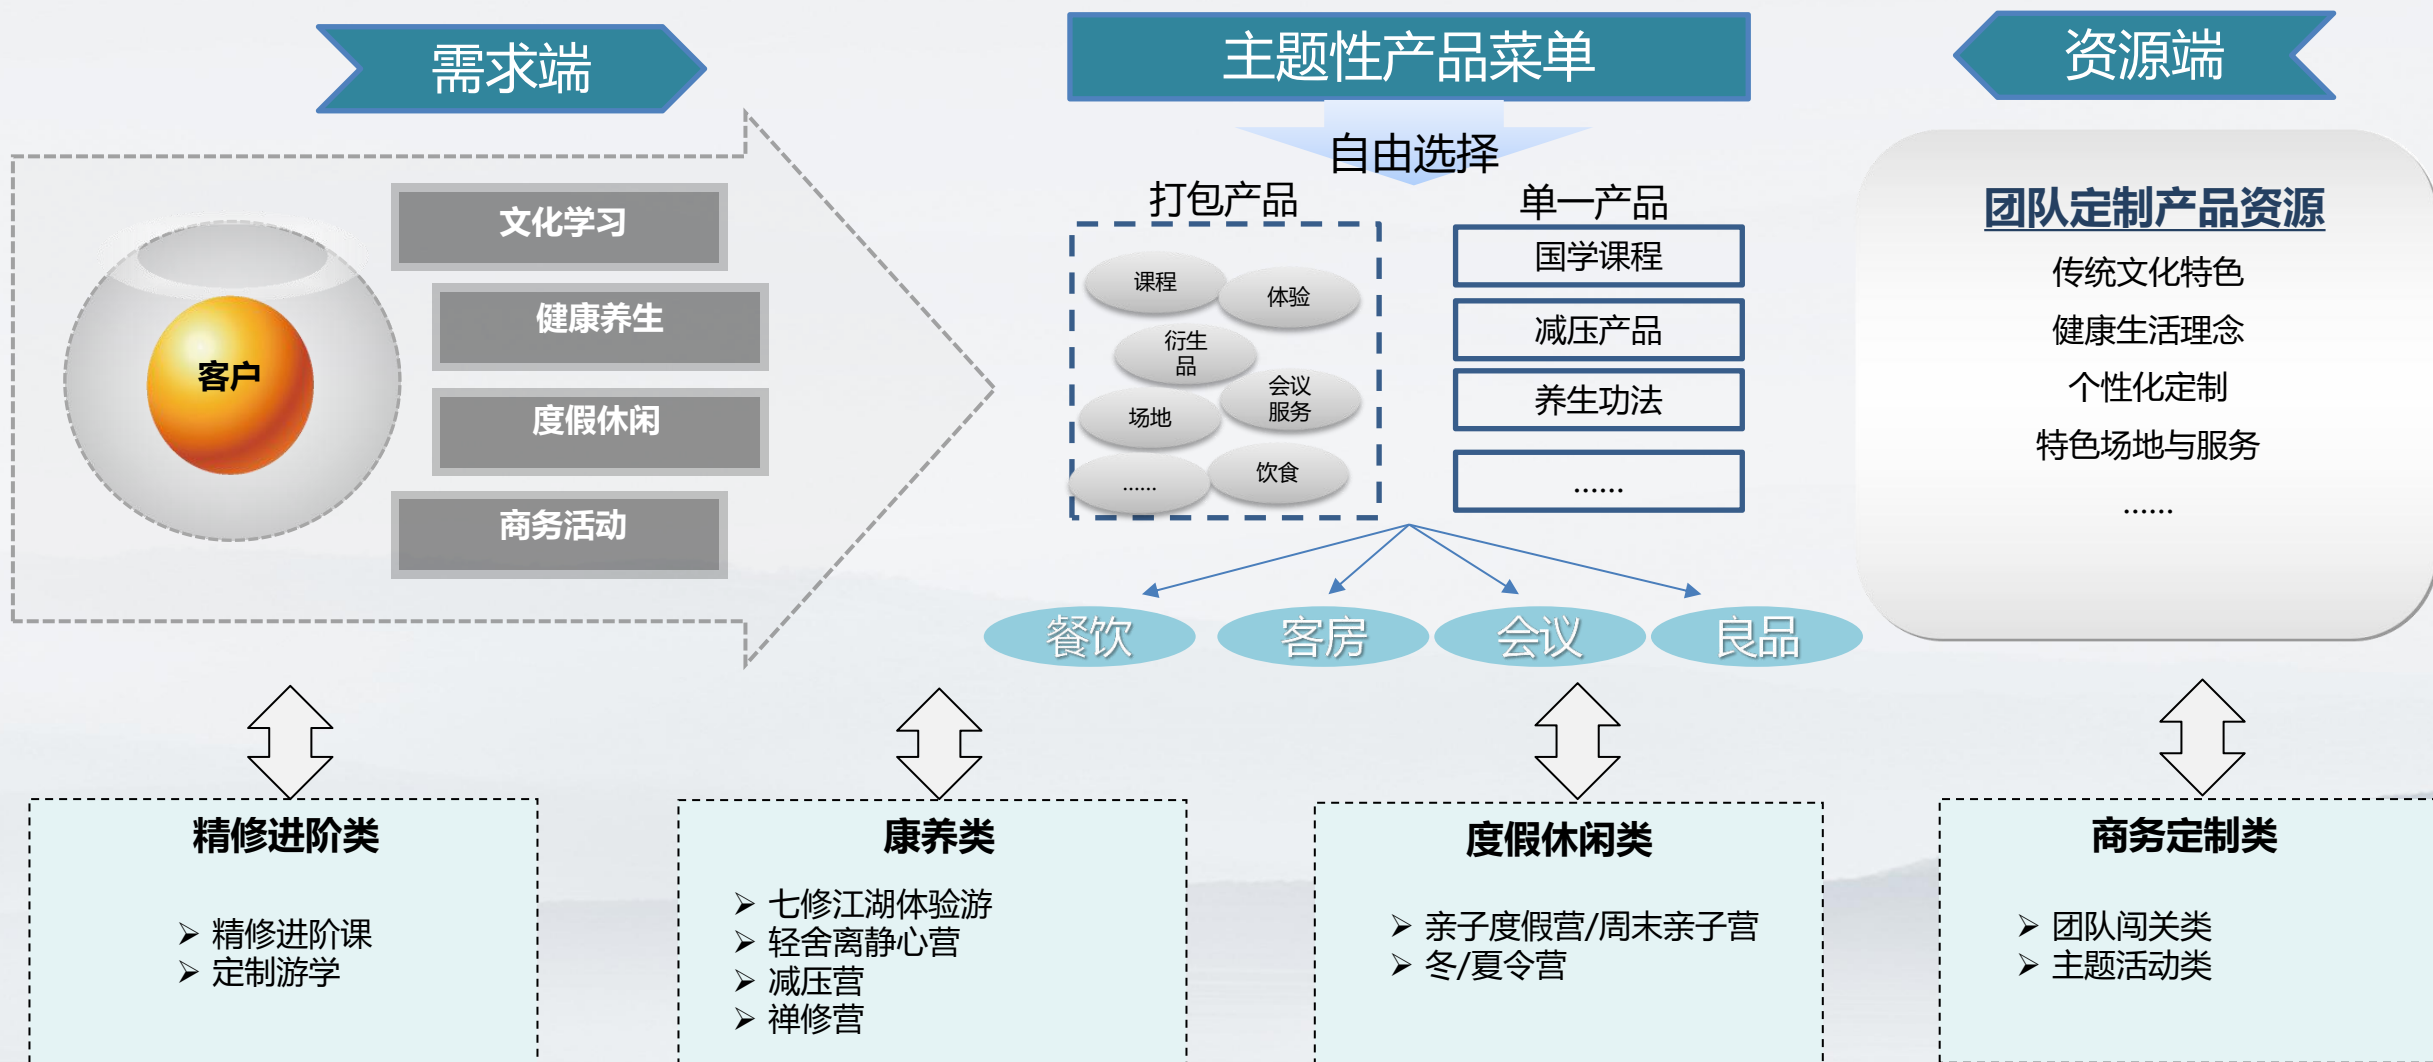 需求端
主题性产品菜单
资源端
客户
文化学习
健康养生
度假休闲
商务活动
自由选择
打包产品
课程
体验
衍生
品
会议
服务
场地
饮食
......
单一产品
国学课程
减压产品
养生功法
......
餐饮
客房
会议
良品
团队定制产品资源
传统文化特色
健康生活理念
个性化定制
特色场地与服务
......
精修进阶类
➢ 精修进阶课
➢ 定制游学
康养类
➢ 七修江湖体验游
➢ 轻舍离静心营
➢ 减压营
➢ 禅修营
度假休闲类
➢ 亲子度假营/周末亲子营
➢ 冬/夏令营
商务定制类
➢ 团队闯关类
➢ 主题活动类